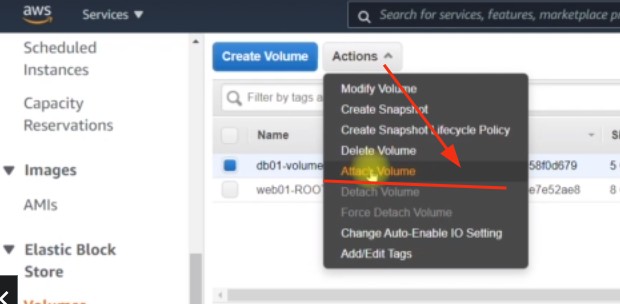 aws
Services
Search for services, features, marketplace p
Scheduled
Instances
Capacity
Reservations
Images
AMIs
Elastic Block
Store
Volumes
Create Volume
Actions
Filter by tags a
Name
db01-volume
58f0d679
5
web01-ROO
e7e52ae8
8
Modify Volume
Create Snapshot
Create Snapshot Lifecycle Policy
Delete Volume
Attach Volume
Detach Volume
Force Detach Volume
Change Auto-Enable IO Setting
Add/Edit Tags